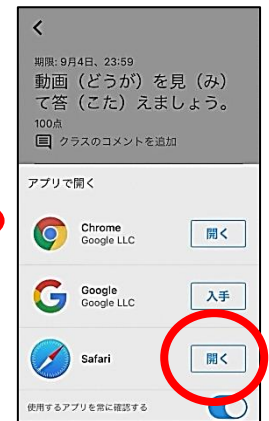 期限: 9月4日、23:59
動画（どうが）を見（み）
て答（こた）えましょう。
100点
クラスのコメントを追加
アプリで開く
Chrome
Google LLC
開く
Google
Google LLC
入手
Safari
開く
使用するアプリを常に確認する